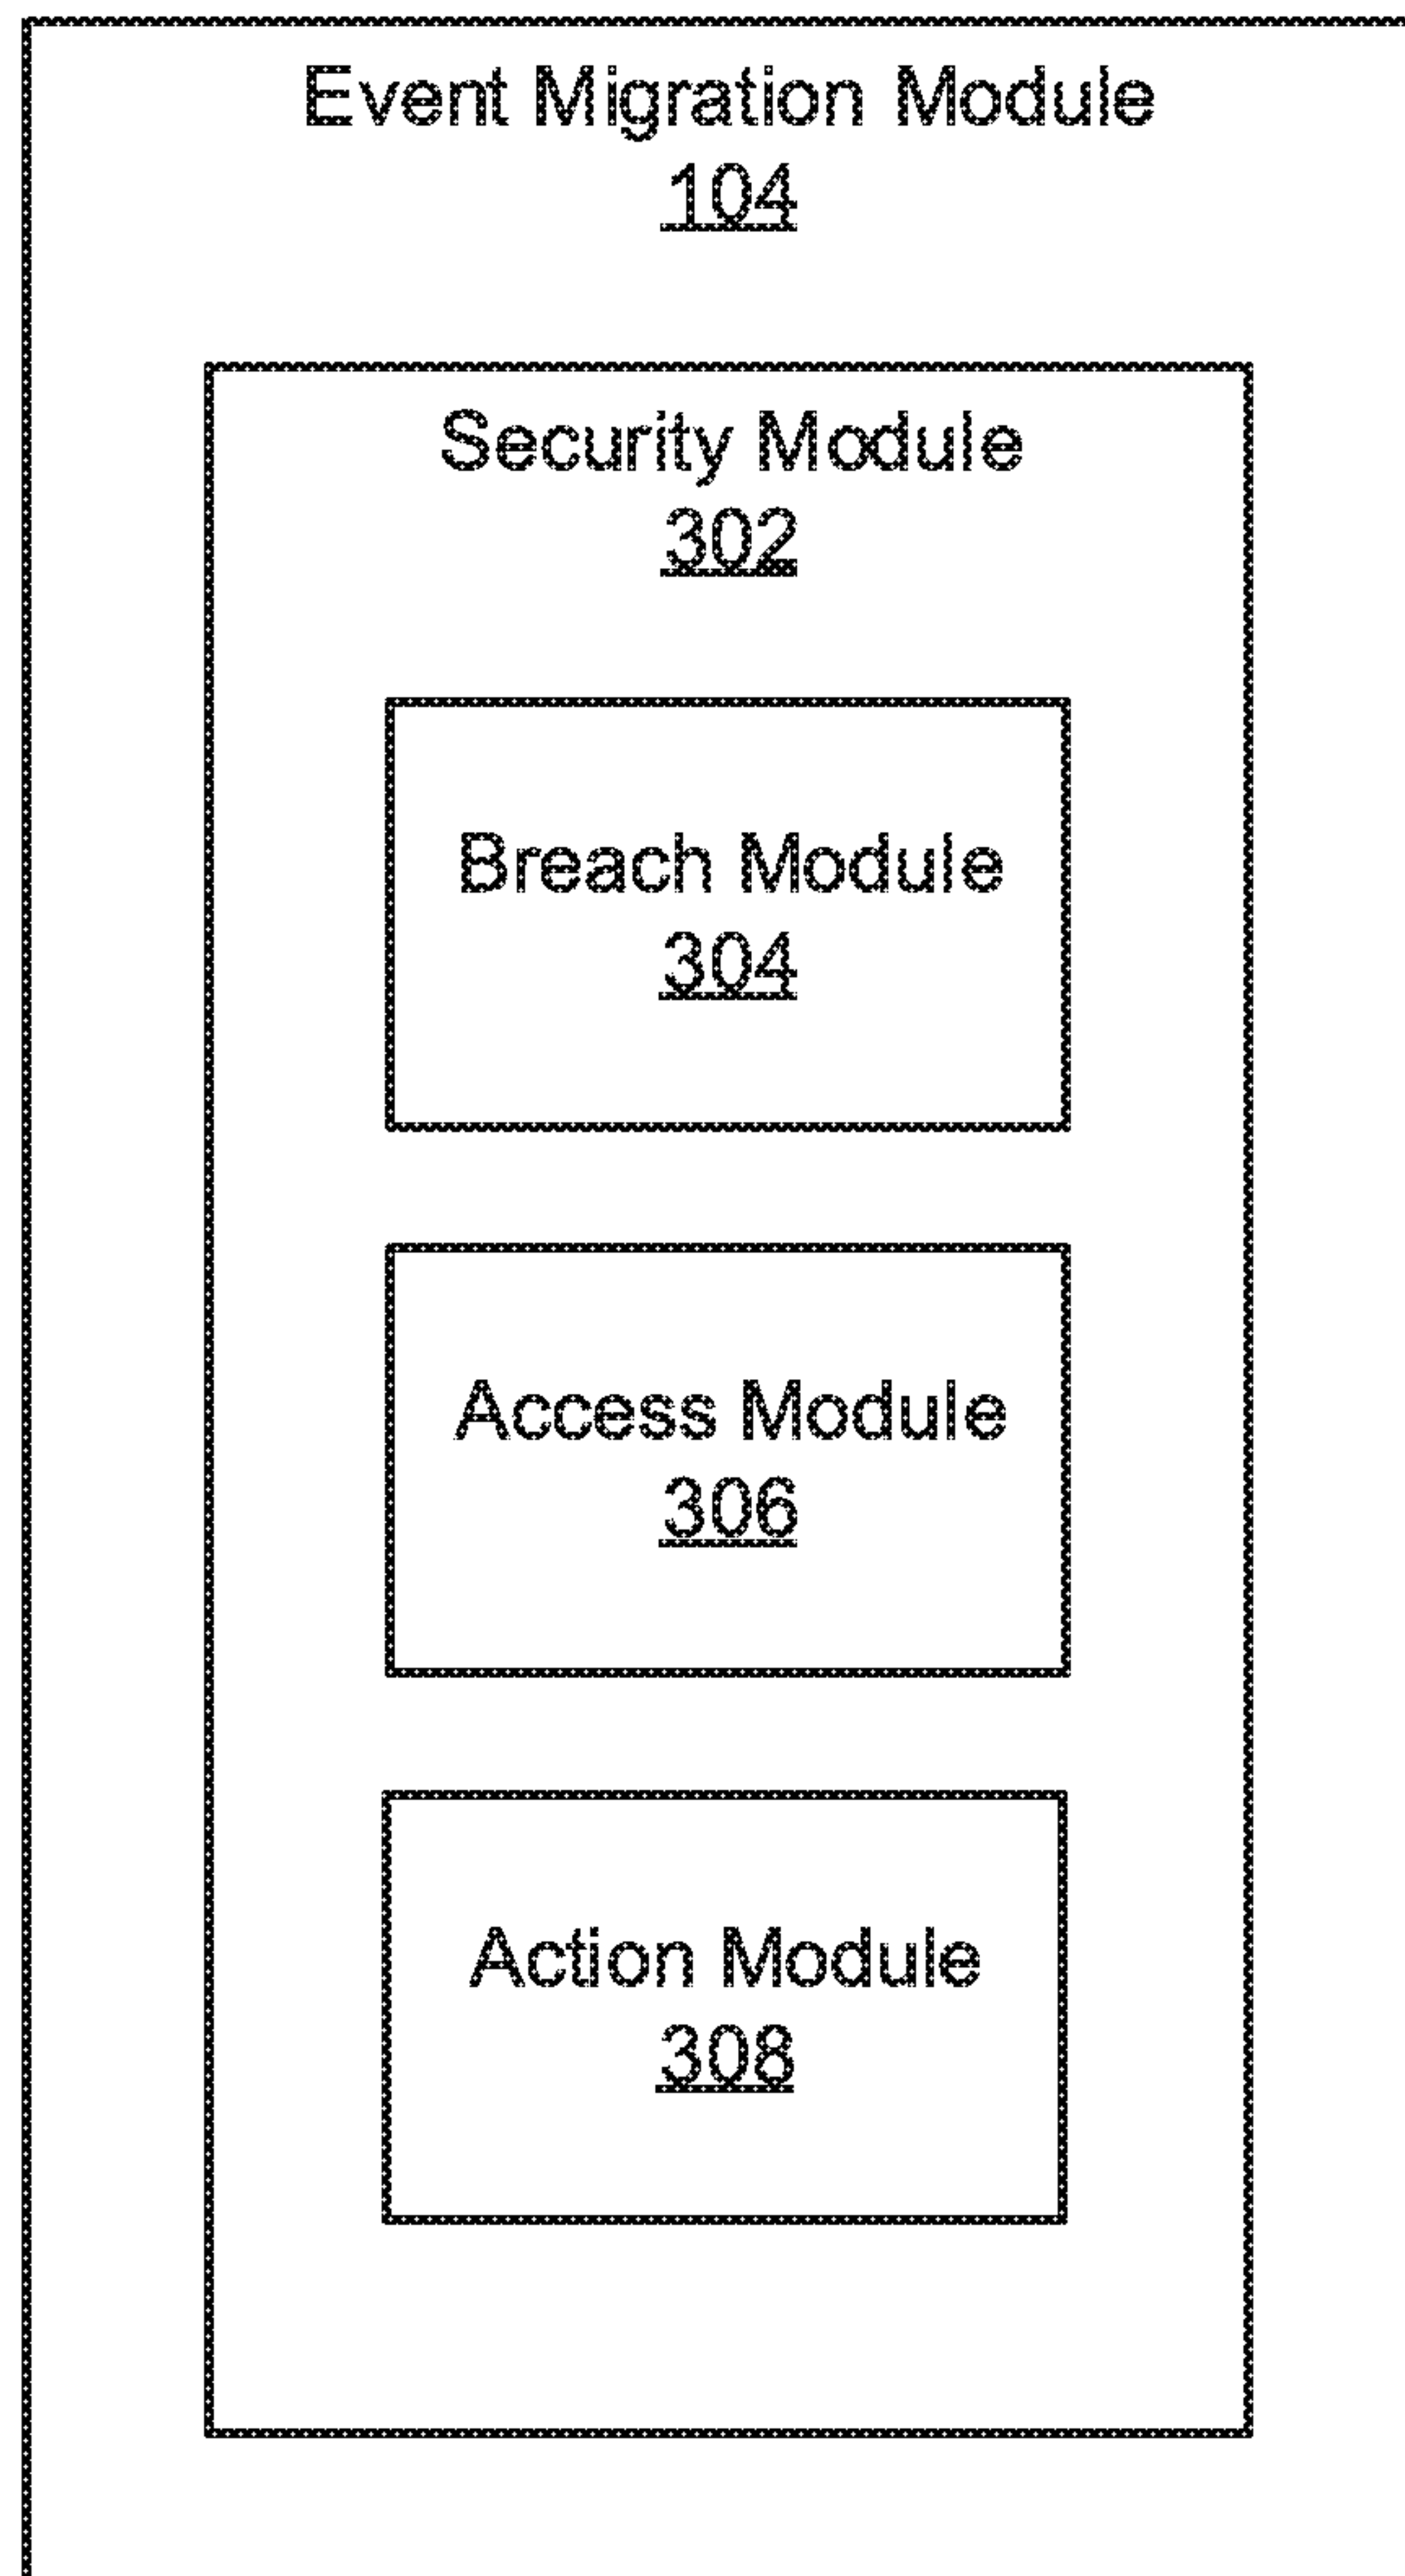 Event Migration Module
104
Security Module
302
Breach Module
304
Access Module
306
Action Module
308